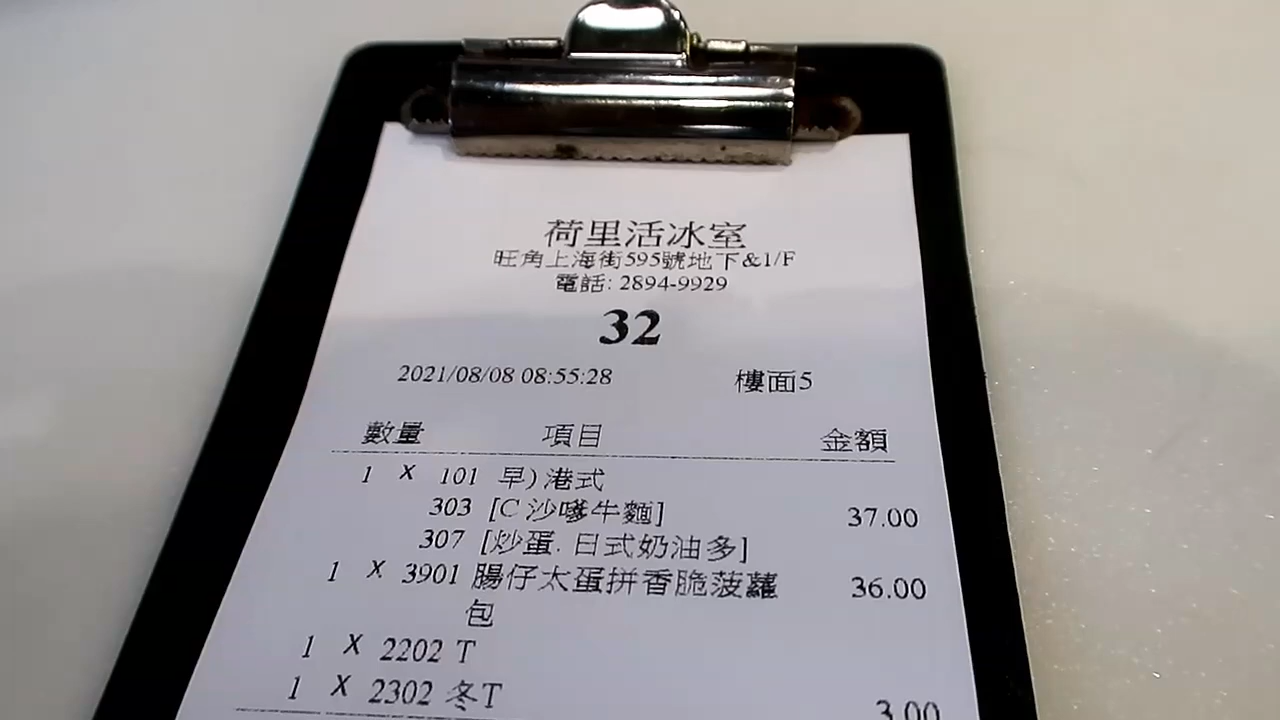 荷里活冰室
旺角上海街595號地下&1/F
電話: 2894-9929
32
2021/08/08 08:55:28 樓面5
數量 項目 金額
1 X 101 早) 港式
303 [C 沙嗲牛麵] 37.00
307 [炒蛋. 日式奶油多]
1 X 3901 腸仔太蛋拼香脆菠蘿 36.00
包
1 X 2202 T
1 X 2302 冬T 3.00